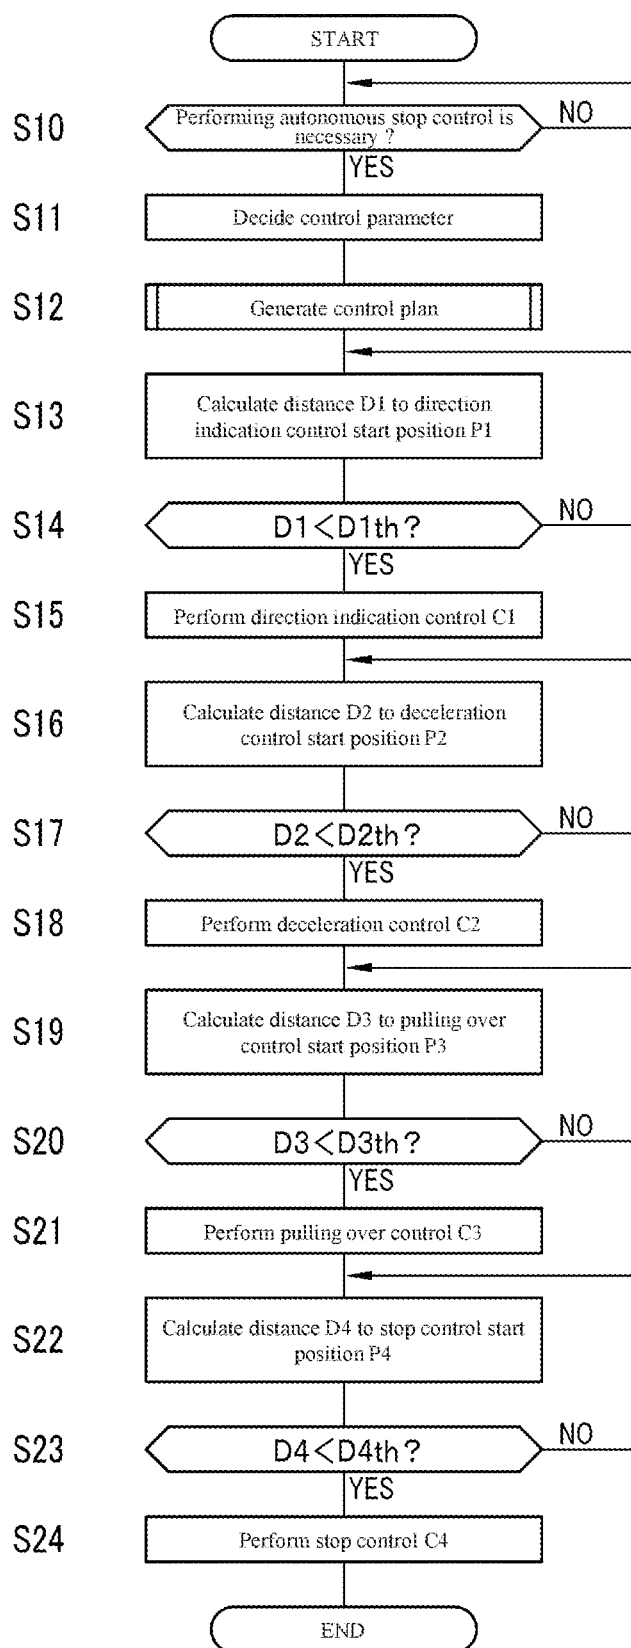 START
S10
Performing autonomous stop control is
necessary ?
NO
YES
S11
Decide control parameter
S12
Generate control plan
S13
Calculate distance D1 to direction
indication control start position P1
S14
D1<D1th?
NO
YES
S15
Perform direction indication control C1
S16
Calculate distance D2 to deceleration
control start position P2
S17
D2<D2th?
NO
YES
S18
Perform deceleration control C2
S19
Calculate distance D3 to pulling over
control start position P3
S20
D3<D3th?
NO
YES
S21
Perform pulling over control C3
S22
Calculate distance D4 to stop control start
position P4
S23
D4<D4th?
NO
YES
S24
Perform stop control C4
END